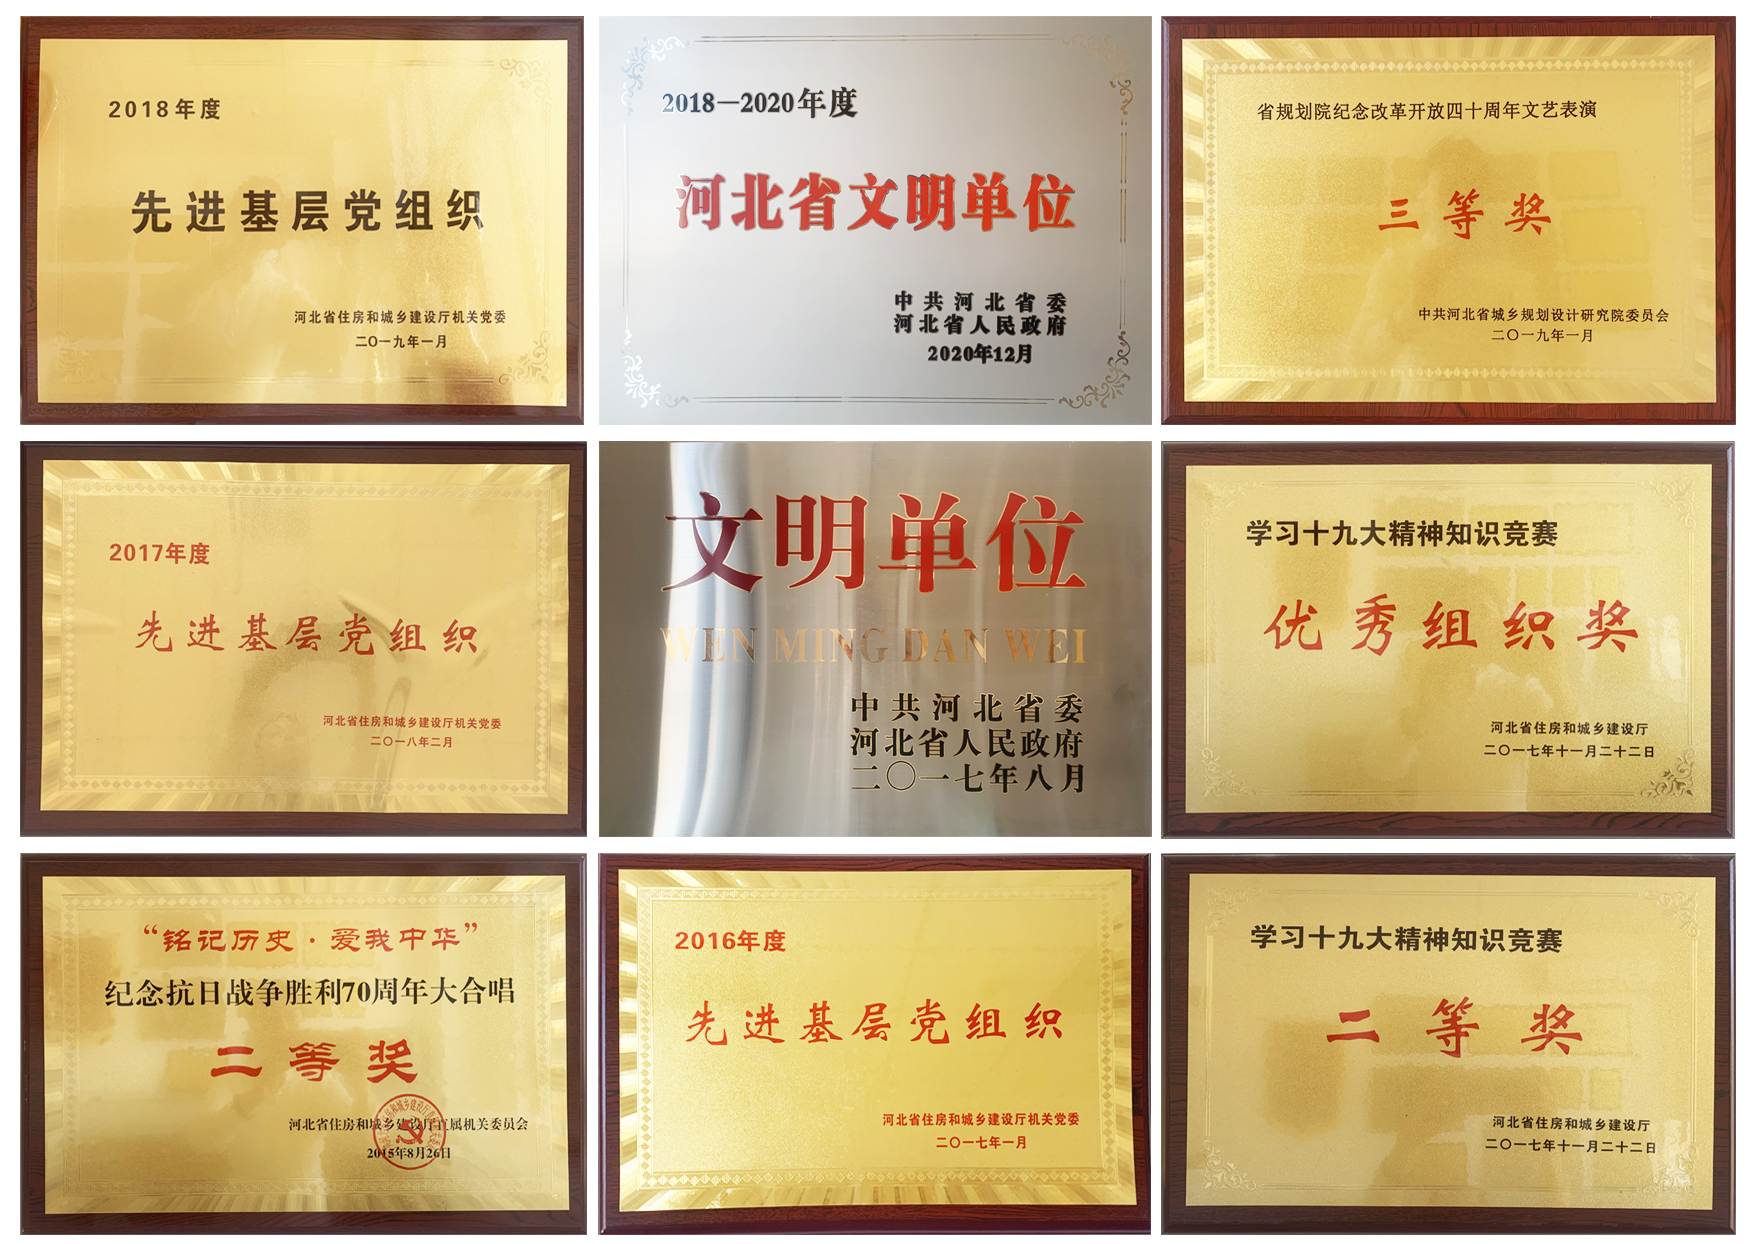 2018年度
先进基层党组织
河北省住房和城乡建设厅机关党委
二〇一九年一月
2018—2020年度
河北省文明单位
中共河北省委
河北省人民政府
2020年12月
省规划院纪念改革开放四十周年文艺表演
三等奖
中共河北省城乡规划设计研究院委员会
二〇一九年一月
2017年度
先进基层党组织
河北省住房和城乡建设厅机关党委
二〇一八年二月
文明单位
WEN MING DAN WEI
中共河北省委
河北省人民政府
二〇一七年八月
学习十九大精神知识竞赛
优秀组织奖
河北省住房和城乡建设厅
二〇一七年十一月二十二日
“铭记历史·爱我中华”
纪念抗日战争胜利70周年大合唱
二等奖
河北省住房和城乡建设厅直属机关委员会
2015年8月26日
2016年度
先进基层党组织
河北省住房和城乡建设厅机关党委
二〇一七年一月
学习十九大精神知识竞赛
二等奖
河北省住房和城乡建设厅
二〇一七年十一月二十二日